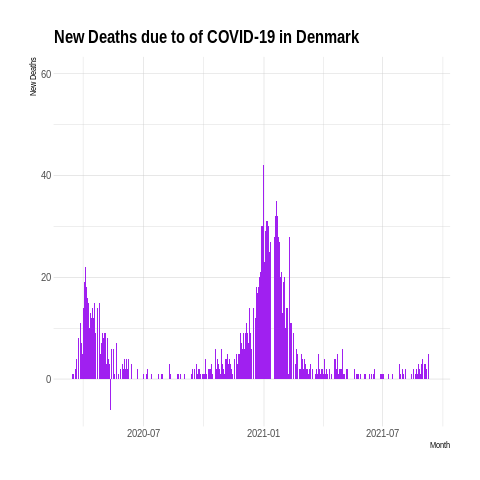 New Deaths due to of COVID-19 in Denmark
New Deaths
60
40
20
0
2020-07
2021-01
2021-07
Month